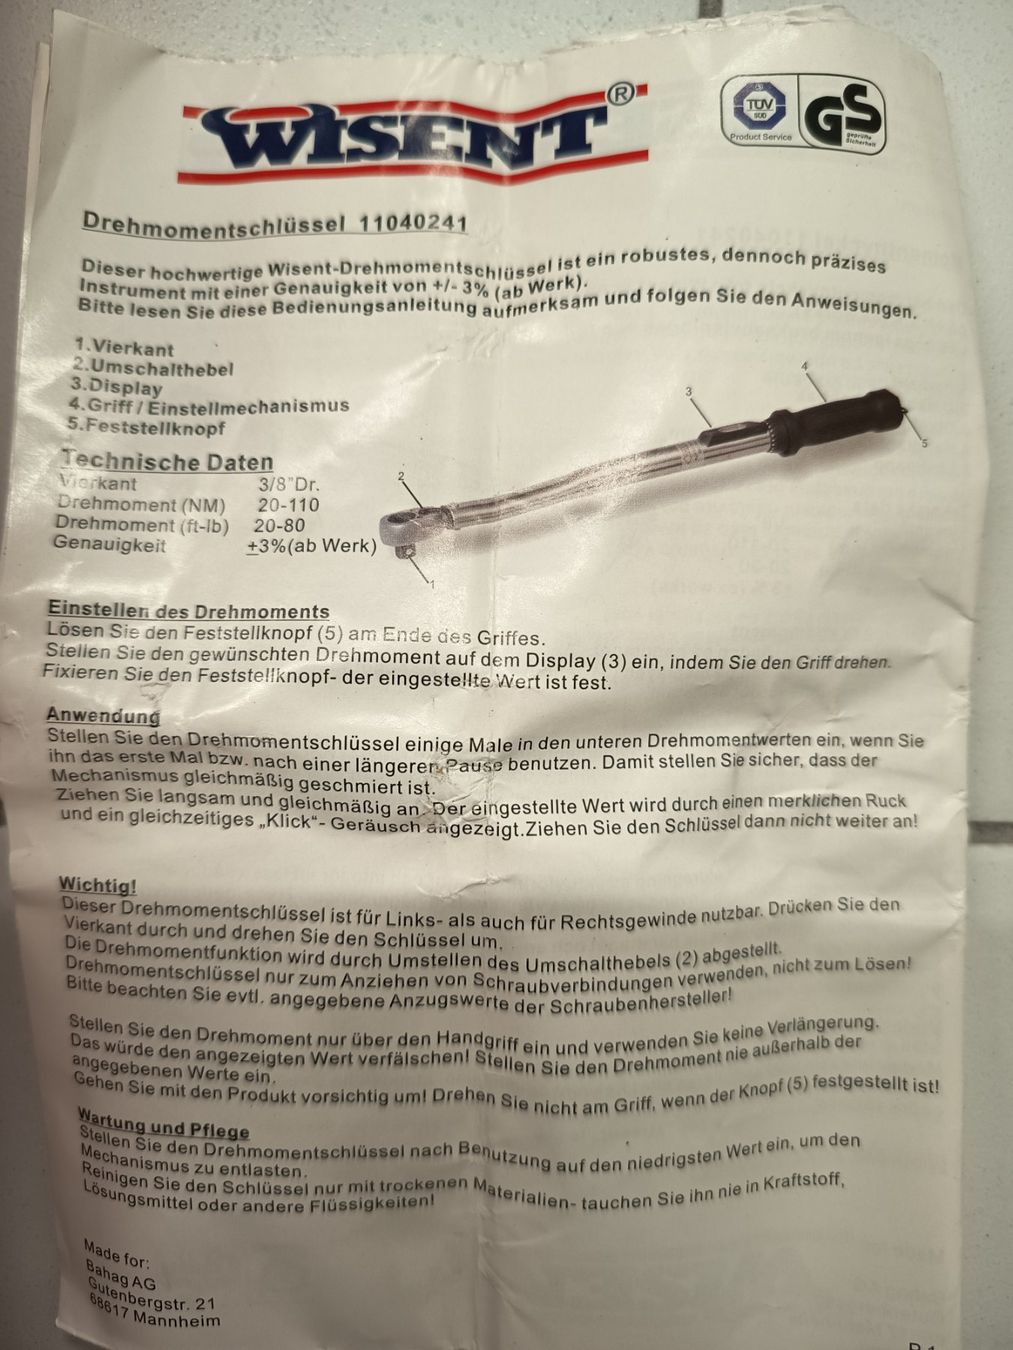 WISENT®
TÜV
SÜD
Product Service
GS
geprüfte
Sicherheit
Drehmomentschlüssel 11040241
Dieser hochwertige Wisent-Drehmomentschlüssel ist ein robustes, dennoch präzises
Instrument mit einer Genauigkeit von +/- 3% (ab Werk).
Bitte lesen Sie diese Bedienungsanleitung aufmerksam und folgen Sie den Anweisungen.
1.Vierkant
2.Umschalthebel
3.Display
4.Griff / Einstellmechanismus
5.Feststellknopf
4
3
5
2
1
Technische Daten
Vierkant 3/8"Dr.
Drehmoment (NM) 20-110
Drehmoment (ft-lb) 20-80
Genauigkeit ±3%(ab Werk)
Einstellen des Drehmoments
Lösen Sie den Feststellknopf (5) am Ende des Griffes.
Stellen Sie den gewünschten Drehmoment auf dem Display (3) ein, indem Sie den Griff drehen.
Fixieren Sie den Feststellknopf- der eingestellte Wert ist fest.
Anwendung
Stellen Sie den Drehmomentschlüssel einige Male in den unteren Drehmomentwerten ein, wenn Sie
ihn das erste Mal bzw. nach einer längeren Pause benutzen. Damit stellen Sie sicher, dass der
Mechanismus gleichmäßig geschmiert ist.
Ziehen Sie langsam und gleichmäßig an. Der eingestellte Wert wird durch einen merklichen Ruck
und ein gleichzeitiges „Klick“- Geräusch angezeigt.Ziehen Sie den Schlüssel dann nicht weiter an!
Wichtig!
Dieser Drehmomentschlüssel ist für Links- als auch für Rechtsgewinde nutzbar. Drücken Sie den
Vierkant durch und drehen Sie den Schlüssel um.
Die Drehmomentfunktion wird durch Umstellen des Umschalthebels (2) abgestellt.
Drehmomentschlüssel nur zum Anziehen von Schraubverbindungen verwenden, nicht zum Lösen!
Bitte beachten Sie evtl. angegebene Anzugswerte der Schraubenhersteller!
Stellen Sie den Drehmoment nur über den Handgriff ein und verwenden Sie keine Verlängerung.
Das würde den angezeigten Wert verfälschen! Stellen Sie den Drehmoment nie außerhalb der
angegebenen Werte ein.
Gehen Sie mit den Produkt vorsichtig um! Drehen Sie nicht am Griff, wenn der Knopf (5) festgestellt ist!
Wartung und Pflege
Stellen Sie den Drehmomentschlüssel nach Benutzung auf den niedrigsten Wert ein, um den
Mechanismus zu entlasten.
Reinigen Sie den Schlüssel nur mit trockenen Materialien- tauchen Sie ihn nie in Kraftstoff,
Lösungsmittel oder andere Flüssigkeiten!
Made for:
Bahag AG
Gutenbergstr. 21
68617 Mannheim